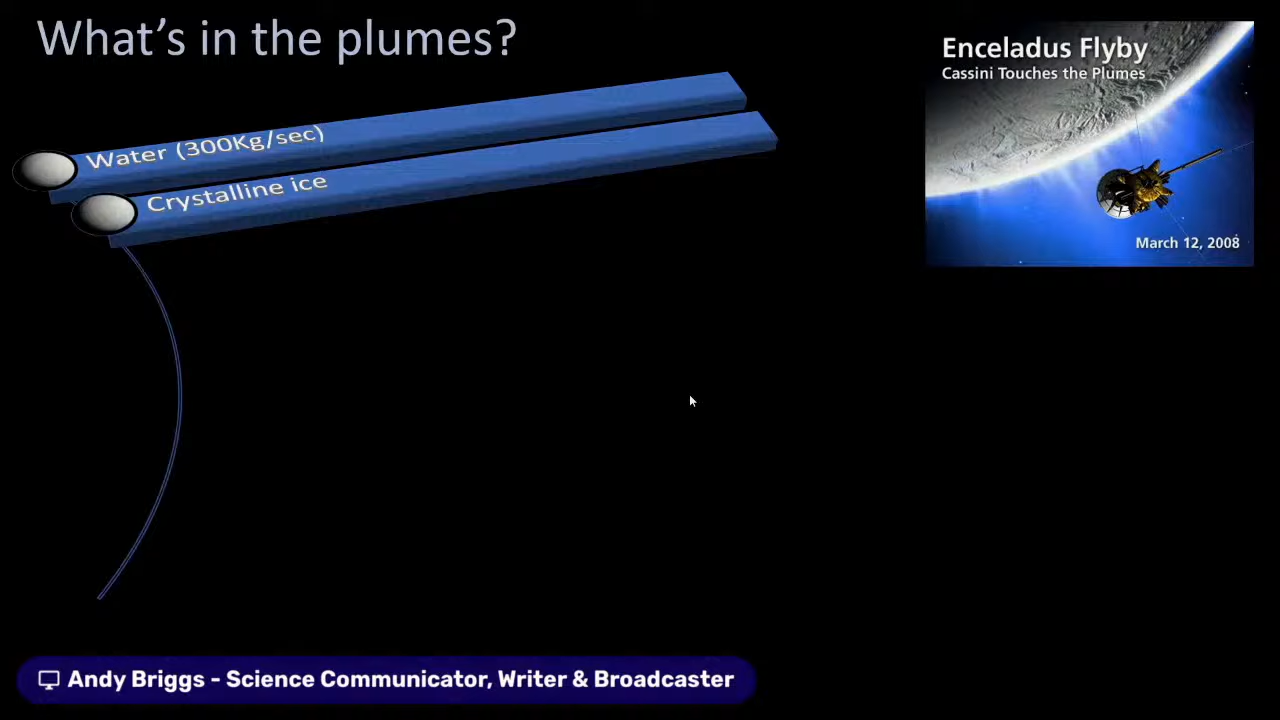 What's in the plumes?
Water (300Kg/sec)
Crystalline ice
Enceladus Flyby
Cassini Touches the Plumes
March 12, 2008
Andy Briggs - Science Communicator, Writer & Broadcaster